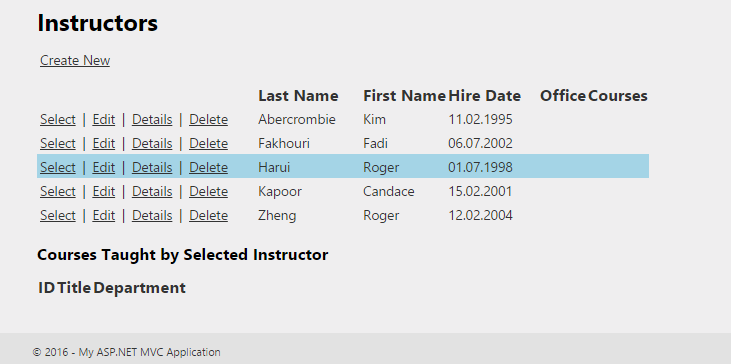 Instructors
Create New
Last Name First Name Hire Date Office Courses
Select | Edit | Details | Delete Abercrombie Kim 11.02.1995
Select | Edit | Details | Delete Fakhouri Fadi 06.07.2002
Select | Edit | Details | Delete Harui Roger 01.07.1998
Select | Edit | Details | Delete Kapoor Candace 15.02.2001
Select | Edit | Details | Delete Zheng Roger 12.02.2004
Courses Taught by Selected Instructor
ID Title Department
© 2016 - My ASP.NET MVC Application